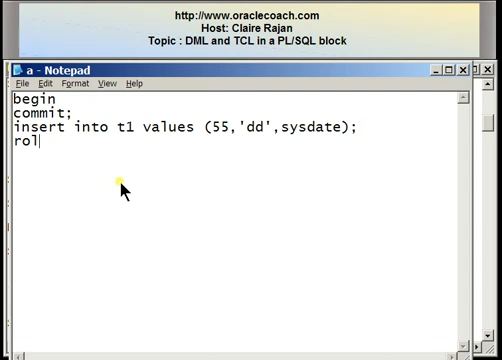 http://www.oraclecoach.com
Host: Claire Rajan
Topic : DML and TCL in a PL/SQL block
a - Notepad
File Edit Format View Help
begin
commit;
insert into t1 values (55,'dd',sysdate);
rol